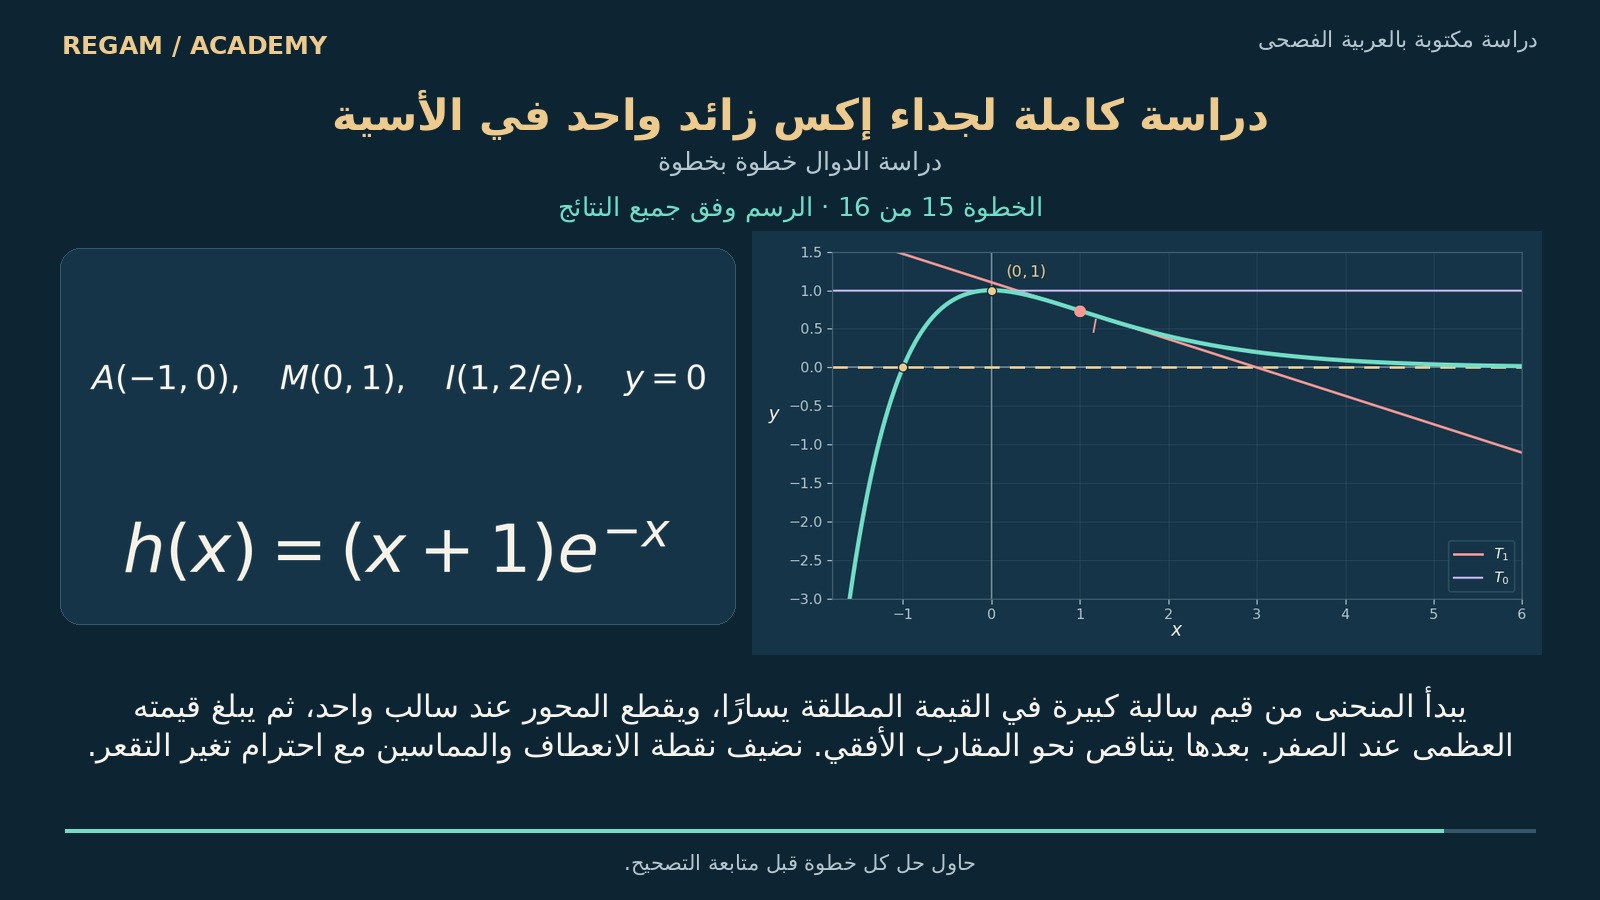 REGAM / ACADEMY
دراسة مكتوبة بالعربية الفصحى
دراسة كاملة لجداء إكس زائد واحد في الأسية
دراسة الدوال خطوة بخطوة
الخطوة 15 من 16 · الرسم وفق جميع النتائج
A(−1, 0), M(0, 1), I(1, 2/e), y = 0
h(x) = (x + 1)e^{−x}
1.5
1.0
0.5
0.0
−0.5
−1.0
−1.5
−2.0
−2.5
−3.0
y
(0, 1)
I
T₁
T₀
−1 0 1 2 3 4 5 6
x
يبدأ المنحنى من قيم سالبة كبيرة في القيمة المطلقة يسارًا، ويقطع المحور عند سالب واحد، ثم يبلغ قيمته
العظمى عند الصفر. بعدها يتناقص نحو المقارب الأفقي. نضيف نقطة الانعطاف والمماسين مع احترام تغير التقعر.
حاول حل كل خطوة قبل متابعة التصحيح.